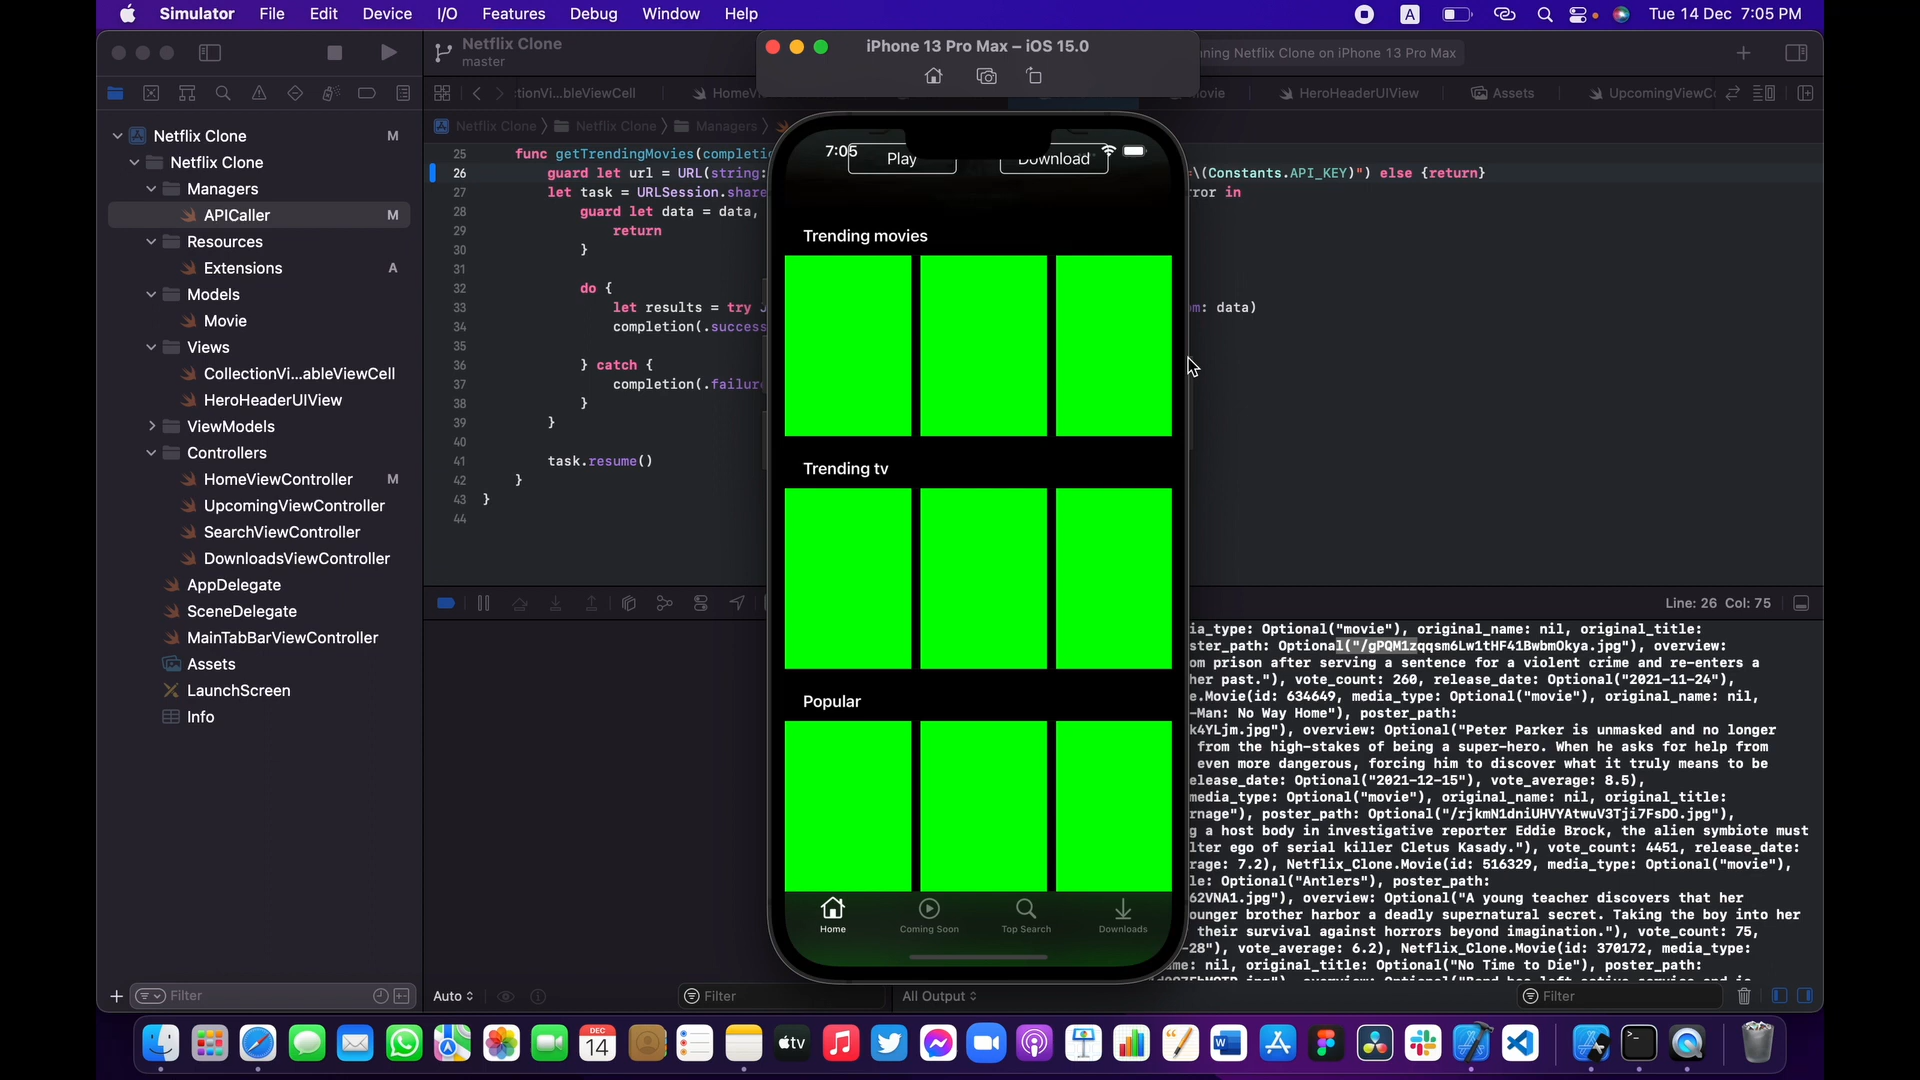 Simulator File Edit Device I/O Features Debug Window Help
A Tue 14 Dec 7:05 PM
Netflix Clone
master
iPhone 13 Pro Max – iOS 15.0
ning Netflix Clone on iPhone 13 Pro Max
ctionVi...bleViewCell HomeVi ovie HeroHeaderUIView Assets UpcomingViewC
Netflix Clone M
Netflix Clone
Managers
APICaller M
Resources
Extensions A
Models
Movie
Views
CollectionVi...ableViewCell
HeroHeaderUIView
ViewModels
Controllers
HomeViewController M
UpcomingViewController
SearchViewController
DownloadsViewController
AppDelegate
SceneDelegate
MainTabBarViewController
Assets
LaunchScreen
Info
Filter
Netflix Clone Netflix Clone Managers
25 func getTrendingMovies(completio
26 guard let url = URL(string: =\(Constants.API_KEY)") else {return}
27 let task = URLSession.share ror in
28 guard let data = data,
29 return
30 }
31
32 do {
33 let results = try J m: data)
34 completion(.success
35
36 } catch {
37 completion(.failure
38 }
39 }
40
41 task.resume()
42 }
43 }
44
7:05
Play Download
Trending movies
Trending tv
Popular
Home Coming Soon Top Search Downloads
Line: 26 Col: 75
ia_type: Optional("movie"), original_name: nil, original_title:
ster_path: Optional("/gPQM1zqqsm6Lw1tHF41BwbmOkya.jpg"), overview:
om prison after serving a sentence for a violent crime and re-enters a
her past."), vote_count: 260, release_date: Optional("2021-11-24"),
e.Movie(id: 634649, media_type: Optional("movie"), original_name: nil,
-Man: No Way Home"), poster_path:
k4YLjm.jpg"), overview: Optional("Peter Parker is unmasked and no longer
from the high-stakes of being a super-hero. When he asks for help from
even more dangerous, forcing him to discover what it truly means to be
elease_date: Optional("2021-12-15"), vote_average: 8.5),
media_type: Optional("movie"), original_name: nil, original_title:
rnage"), poster_path: Optional("/rjkmN1dniUHVYAtwuV3Tji7FsDO.jpg"),
g a host body in investigative reporter Eddie Brock, the alien symbiote must
lter ego of serial killer Cletus Kasady."), vote_count: 4451, release_date:
rage: 7.2), Netflix_Clone.Movie(id: 516329, media_type: Optional("movie"),
le: Optional("Antlers"), poster_path:
62VNA1.jpg"), overview: Optional("A young teacher discovers that her
ounger brother harbor a deadly supernatural secret. Taking the boy into her
their survival against horrors beyond imagination."), vote_count: 75,
-28"), vote_average: 6.2), Netflix_Clone.Movie(id: 370172, media_type:
me: nil, original_title: Optional("No Time to Die"), poster_path:
Auto Filter All Output Filter
DEC
14
tv